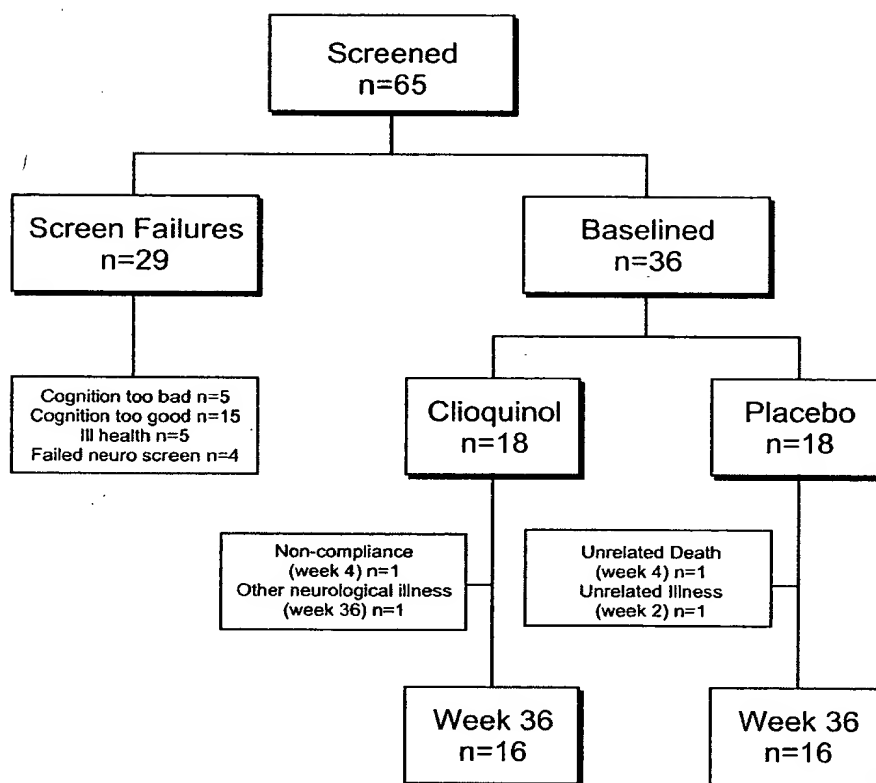 Screened
n=65
Screen Failures
n=29
Baselined
n=36
Cognition too bad n=5
Cognition too good n=15
Ill health n=5
Failed neuro screen n=4
Clioquinol
n=18
Placebo
n=18
Non-compliance
(week 4) n=1
Other neurological illness
(week 36) n=1
Unrelated Death
(week 4) n=1
Unrelated Illness
(week 2) n=1
Week 36
n=16
Week 36
n=16